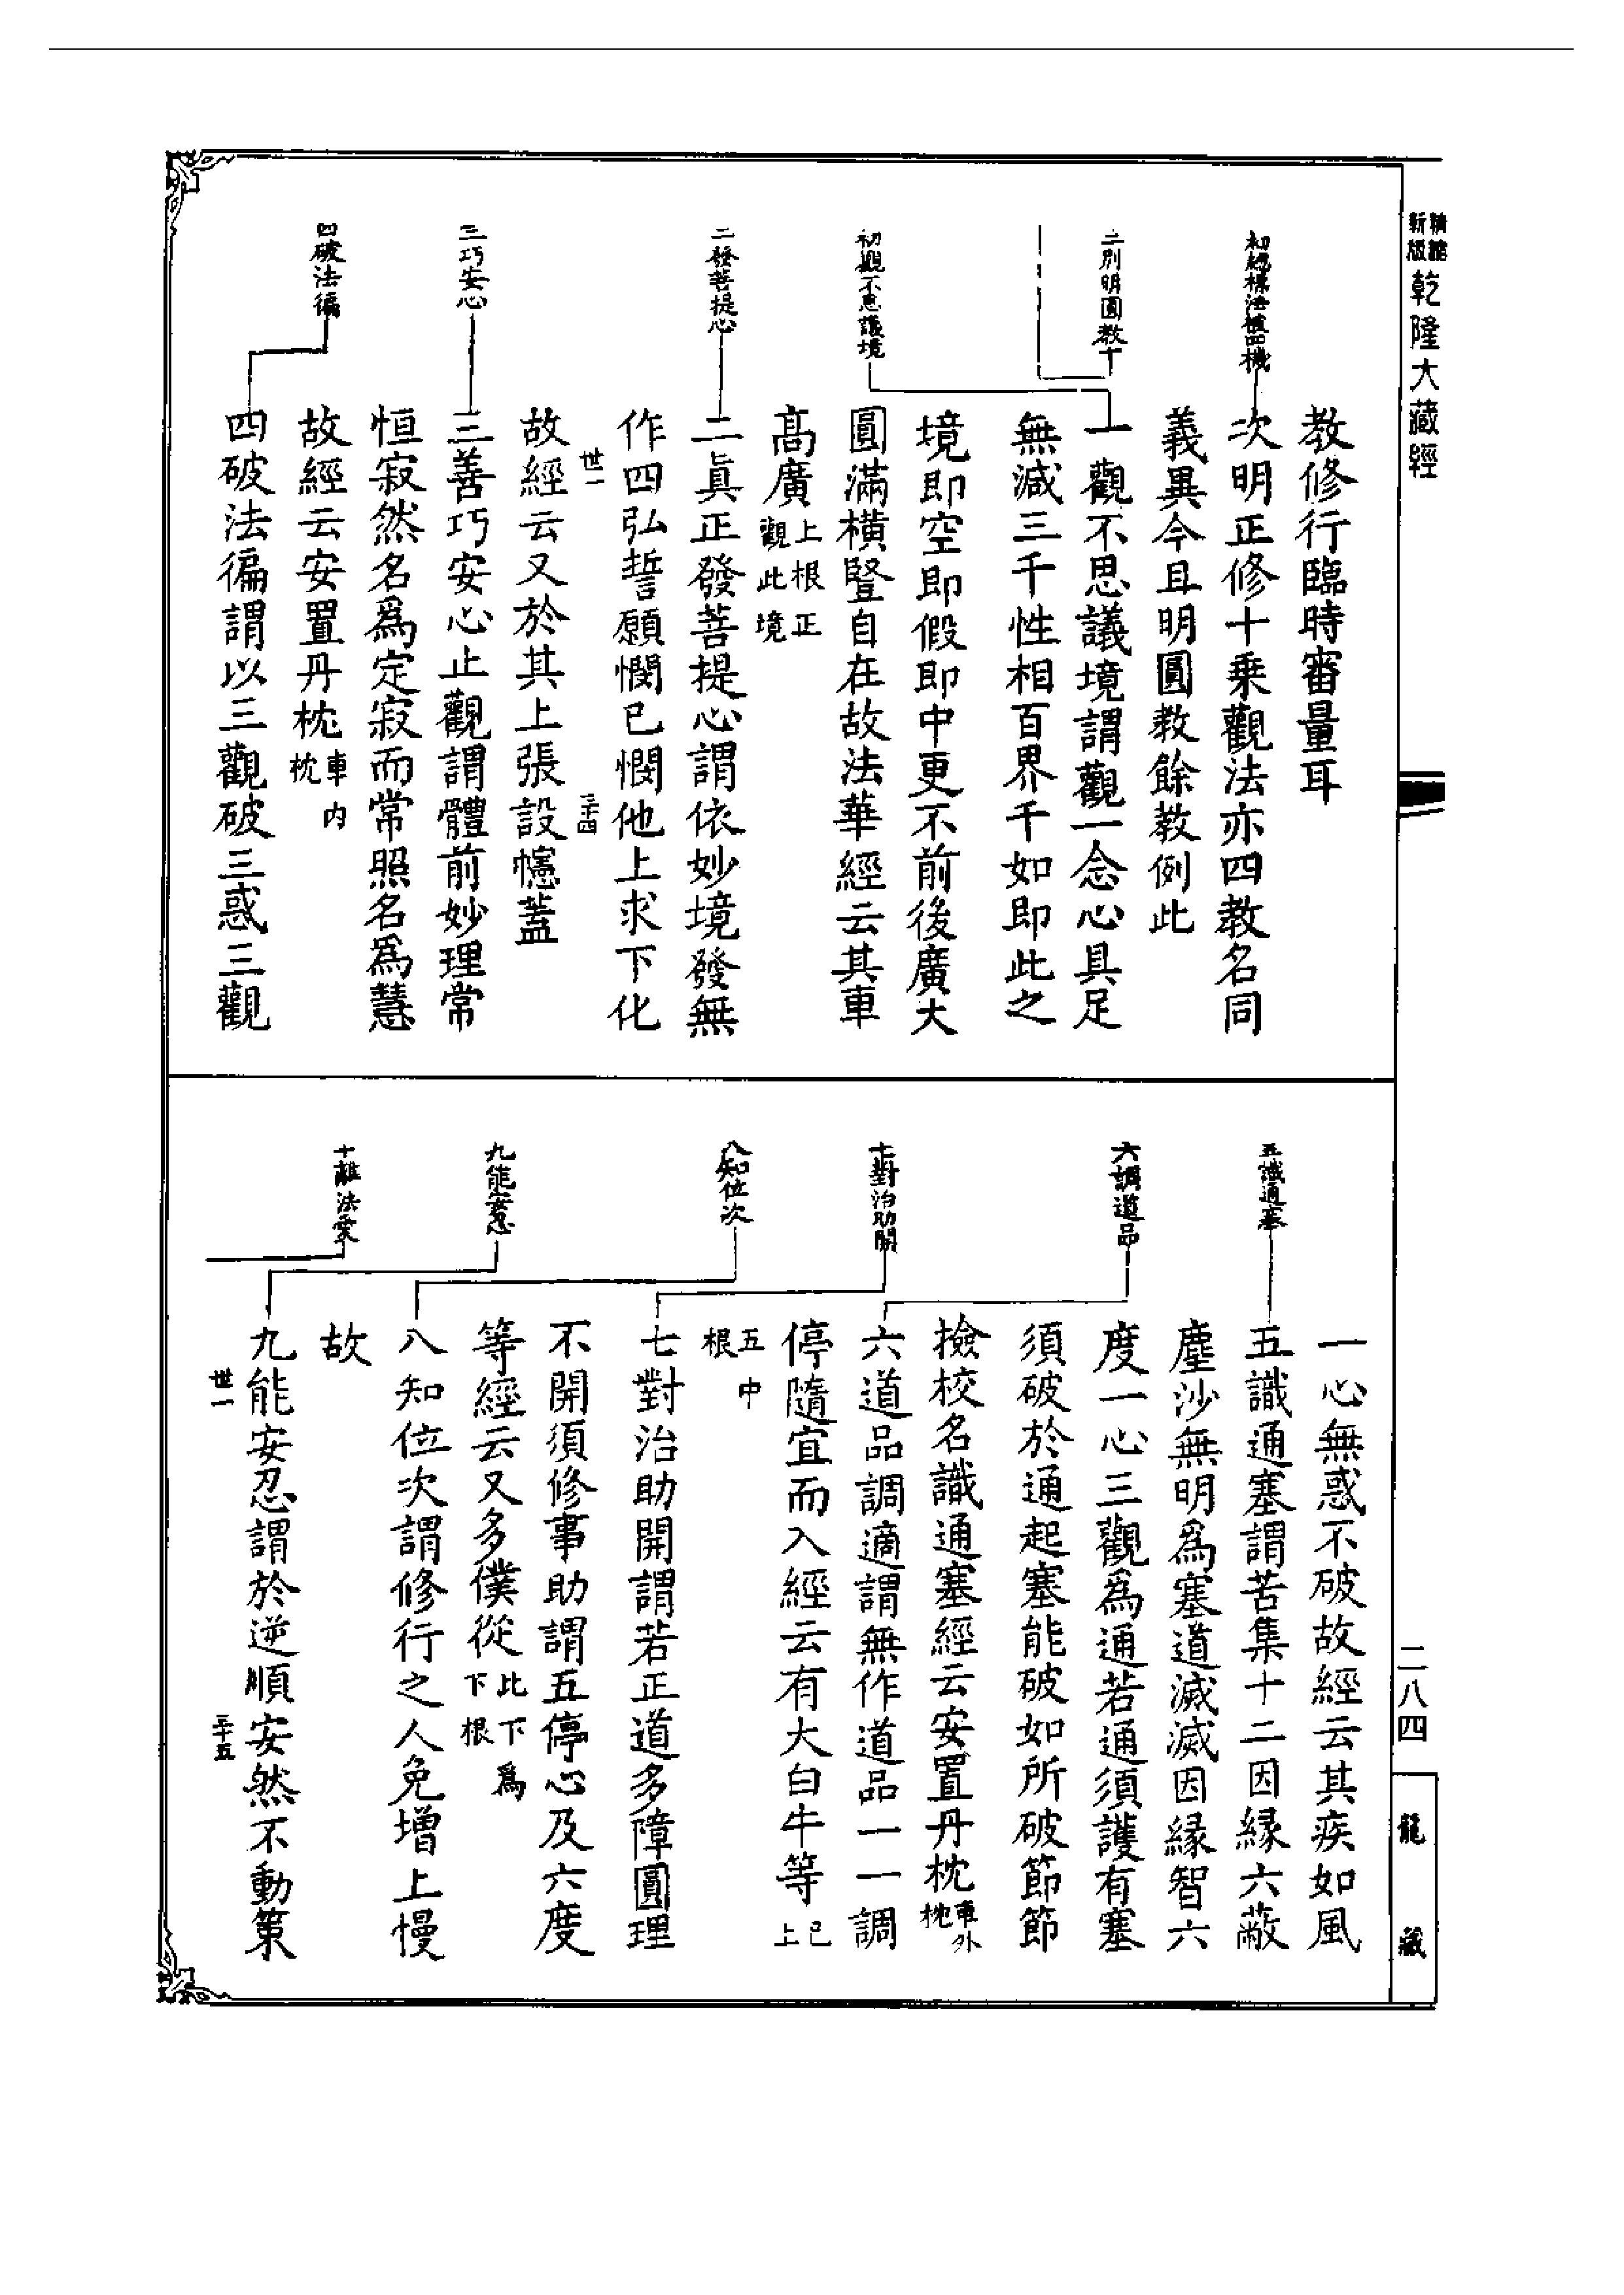 精縮
新版
乾隆大藏經
初總標法揀機
二別明圓教十
初觀不思議境
二發菩提心
三巧安心
四破法徧
教修行臨時審量耳
次明正修十乘觀法亦四教名同
義異今且明圓教餘教例此
一觀不思議境謂觀一念心具足
無減三千性相百界千如即此之
境即空即假即中更不前後廣大
圓滿橫豎自在故法華經云其車
高廣上根正觀此境
二眞正發菩提心謂依妙境發無
作四弘誓願憫已憫他上求下化
世一 三十四
故經云又於其上張設幰蓋
三善巧安心止觀謂體前妙理常
恒寂然名爲定寂而常照名爲慧
故經云安置丹枕車內枕
四破法徧謂以三觀破三惑三觀
五識通塞
六調道品
七對治助開
八知位次
九能安忍
十離法愛
一心無惑不破故經云其疾如風
五識通塞謂苦集十二因緣六蔽
塵沙無明爲塞道滅滅因緣智六
度一心三觀爲通若通須護有塞
須破於通起塞能破如所破節節
撿校名識通塞經云安置丹枕車外枕
六道品調適謂無作道品一一調
停隨宜而入經云有大白牛等已上
五中根
七對治助開謂若正道多障圓理
不開須修事助謂五停心及六度
等經云又多僕從此下爲下根
八知位次謂修行之人免增上慢
故
九能安忍謂於逆順安然不動策
世一 三十五
二八四
龍藏